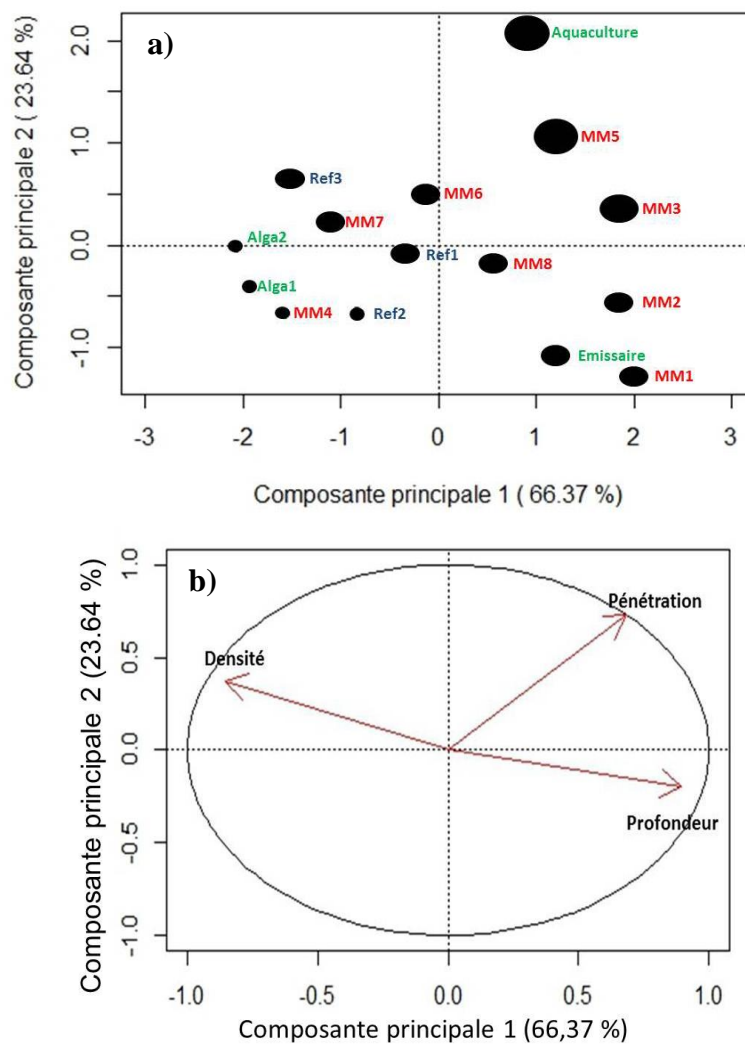 a)
Composante principale 2 ( 23.64 %)
2.0
1.0
0.0
-1.0
Aquaculture
MM5
MM3
Ref3
MM6
MM7
Alga2
Ref1
MM8
Alga1
MM4
Ref2
MM2
Emissaire
MM1
-3 -2 -1 0 1 2 3
Composante principale 1 ( 66.37 %)
b)
Composante principale 2 (23.64 %)
1.0
0.5
0.0
-0.5
-1.0
Pénétration
Densité
Profondeur
-1.0 -0.5 0.0 0.5 1.0
Composante principale 1 (66,37 %)